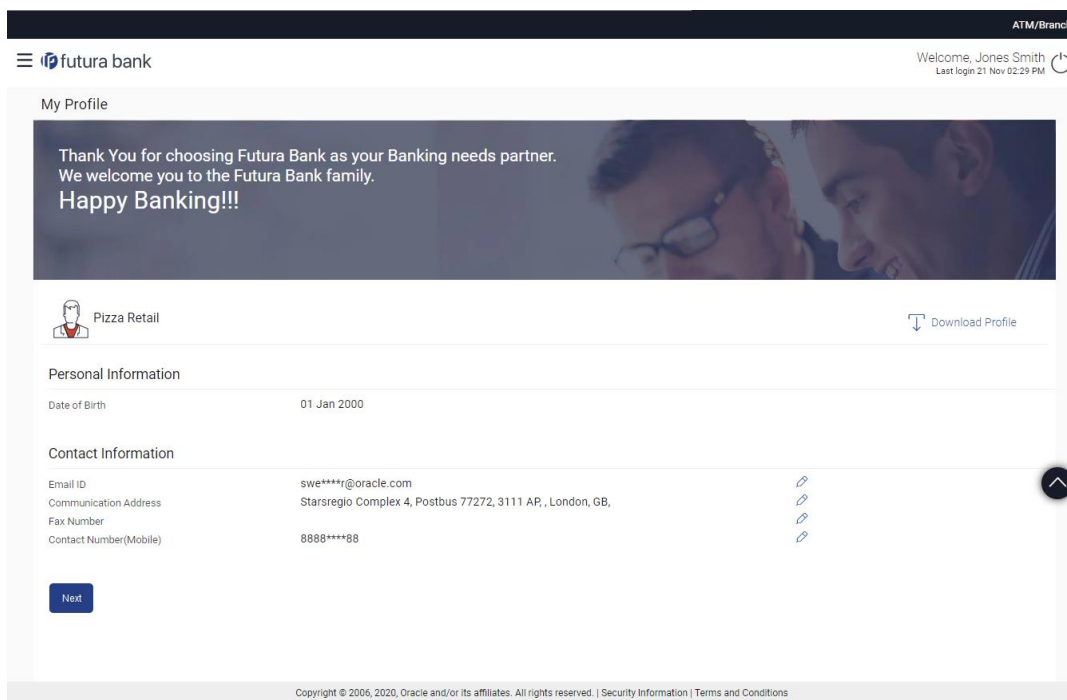 ATM/Branch
futura bank
Welcome, Jones Smith
Last login 21 Nov 02:29 PM
My Profile
Thank You for choosing Futura Bank as your Banking needs partner.
We welcome you to the Futura Bank family.
Happy Banking!!!
Pizza Retail
Download Profile
Personal Information
Date of Birth 01 Jan 2000
Contact Information
Email ID swe****r@oracle.com
Communication Address Starsregio Complex 4, Postbus 77272, 3111 AP, , London, GB,
Fax Number
Contact Number(Mobile) 8888****88
Next
Copyright © 2006, 2020, Oracle and/or its affiliates. All rights reserved. | Security Information | Terms and Conditions